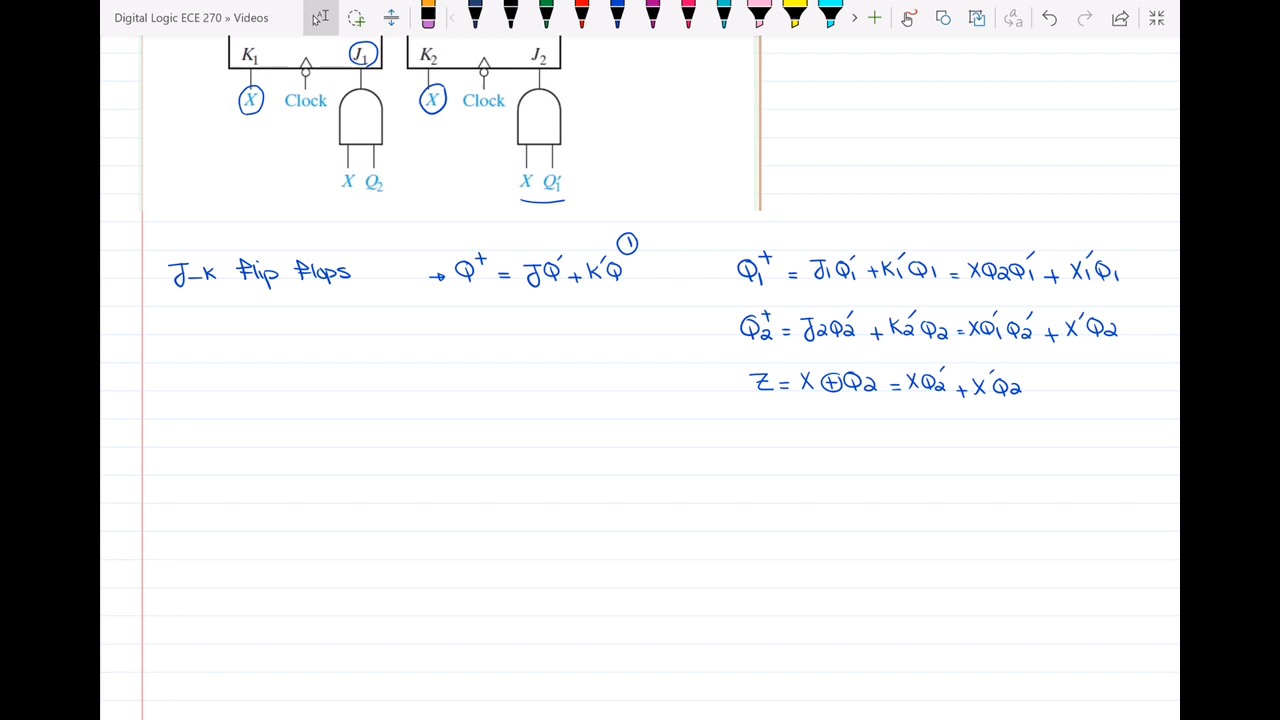 Digital Logic ECE 270 » Videos
K₁ J₁ K₂ J₂
X Clock X Clock
X Q₂ X Q₁′
J-K flip flops → Q⁺ = JQ′ + K′Q ①
Q₁⁺ = J₁Q₁′ + K₁′Q₁ = XQ₂Q₁′ + X₁′Q₁
Q₂⁺ = J₂Q₂′ + K₂′Q₂ = XQ₁′Q₂′ + X′Q₂
Z = X ⊕ Q₂ = XQ₂′ + X′Q₂